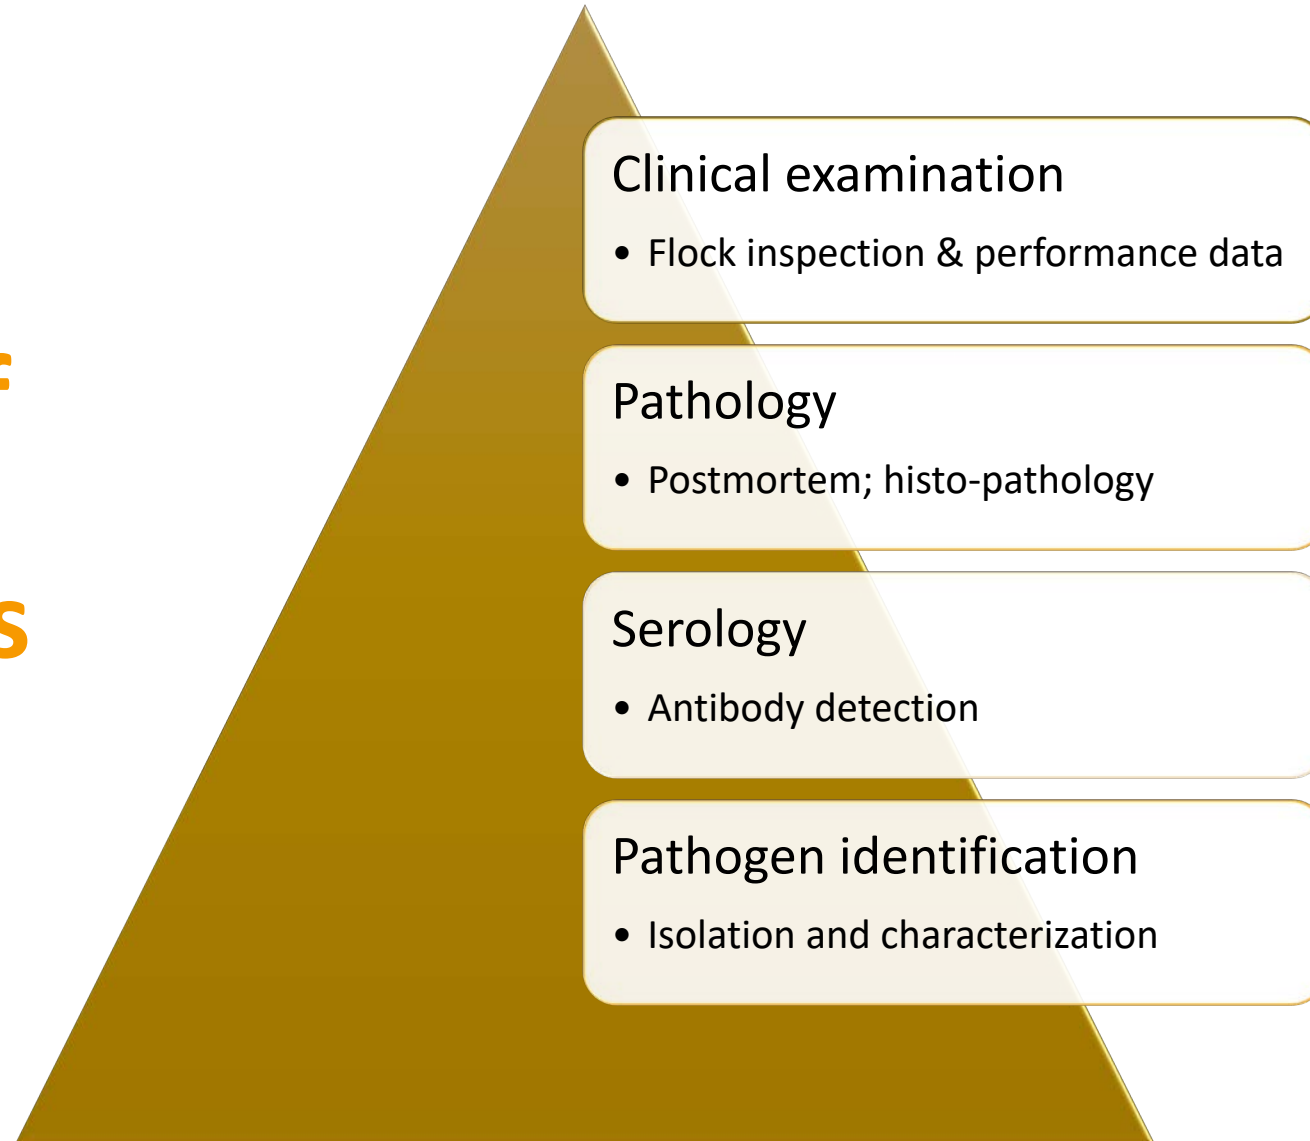 Clinical examination
• Flock inspection & performance data
Pathology
• Postmortem; histo-pathology
Serology
• Antibody detection
Pathogen identification
• Isolation and characterization